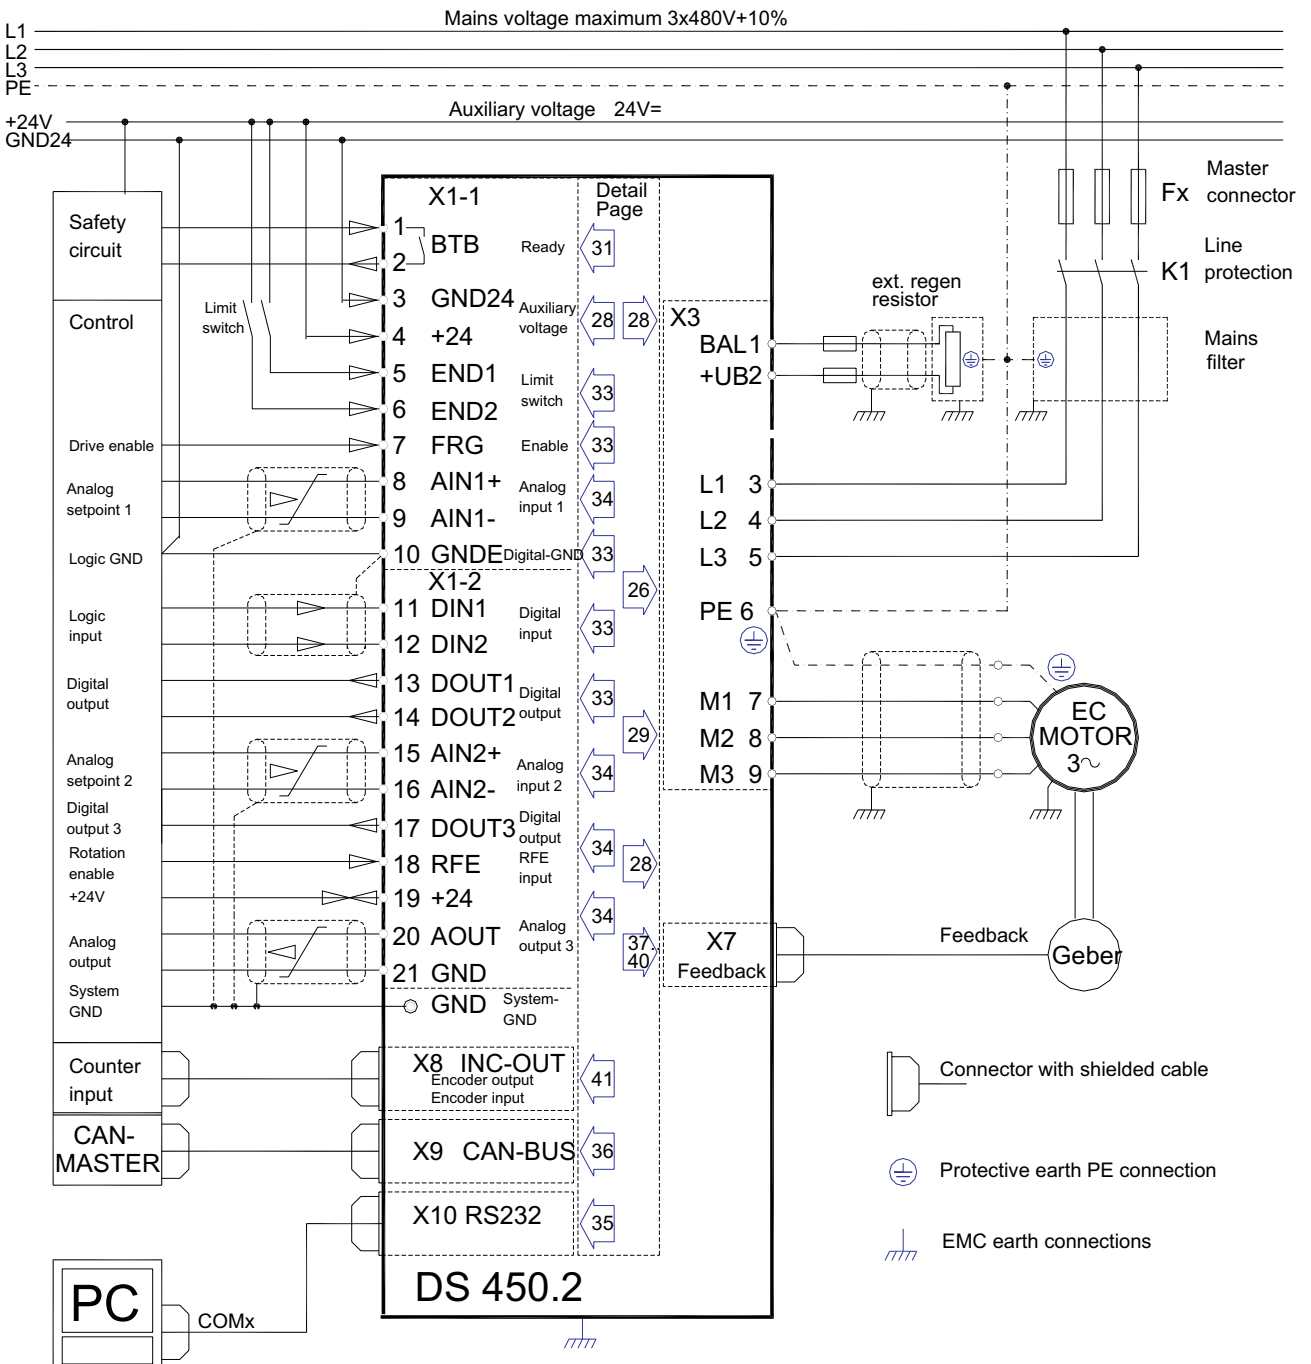 Mains voltage maximum 3x480V+10%
L1
L2
L3
PE
Auxiliary voltage 24V=
+24V
GND24
Safety
circuit
Control
Limit
switch
Drive enable
Analog
setpoint 1
Logic GND
Logic
input
Digital
output
Analog
setpoint 2
Digital
output 3
Rotation
enable
+24V
Analog
output
System
GND
Counter
input
CAN-
MASTER
PC
COMx
X1-1
Detail
Page
1
BTB
Ready
31
2
3 GND24
Auxiliary
voltage
28
28
4 +24
5 END1
Limit
switch
33
6 END2
7 FRG
Enable
33
8 AIN1+
Analog
input 1
34
9 AIN1-
10 GNDE
Digital-GND
33
X1-2
26
11 DIN1
Digital
input
33
12 DIN2
13 DOUT1
Digital
output
33
14 DOUT2
29
15 AIN2+
Analog
input 2
34
16 AIN2-
17 DOUT3
Digital
output
RFE
input
34
28
18 RFE
19 +24
34
20 AOUT
Analog
output 3
37.
40
21 GND
GND
System-
GND
X8 INC-OUT
Encoder output
Encoder input
41
X9 CAN-BUS
36
X10 RS232
35
DS 450.2
X3
BAL1
+UB2
L1 3
L2 4
L3 5
PE 6
M1 7
M2 8
M3 9
X7
Feedback
ext. regen
resistor
Fx
Master
connector
K1
Line
protection
Mains
filter
EC
MOTOR
3~
Feedback
Geber
Connector with shielded cable
Protective earth PE connection
EMC earth connections